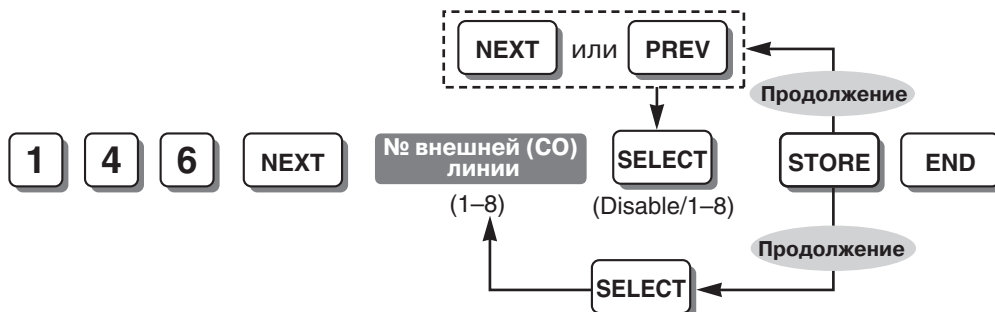 NEXT или PREV
Продолжение
1 4 6 NEXT № внешней (CO) линии SELECT STORE END
(1–8) (Disable/1–8)
Продолжение
SELECT